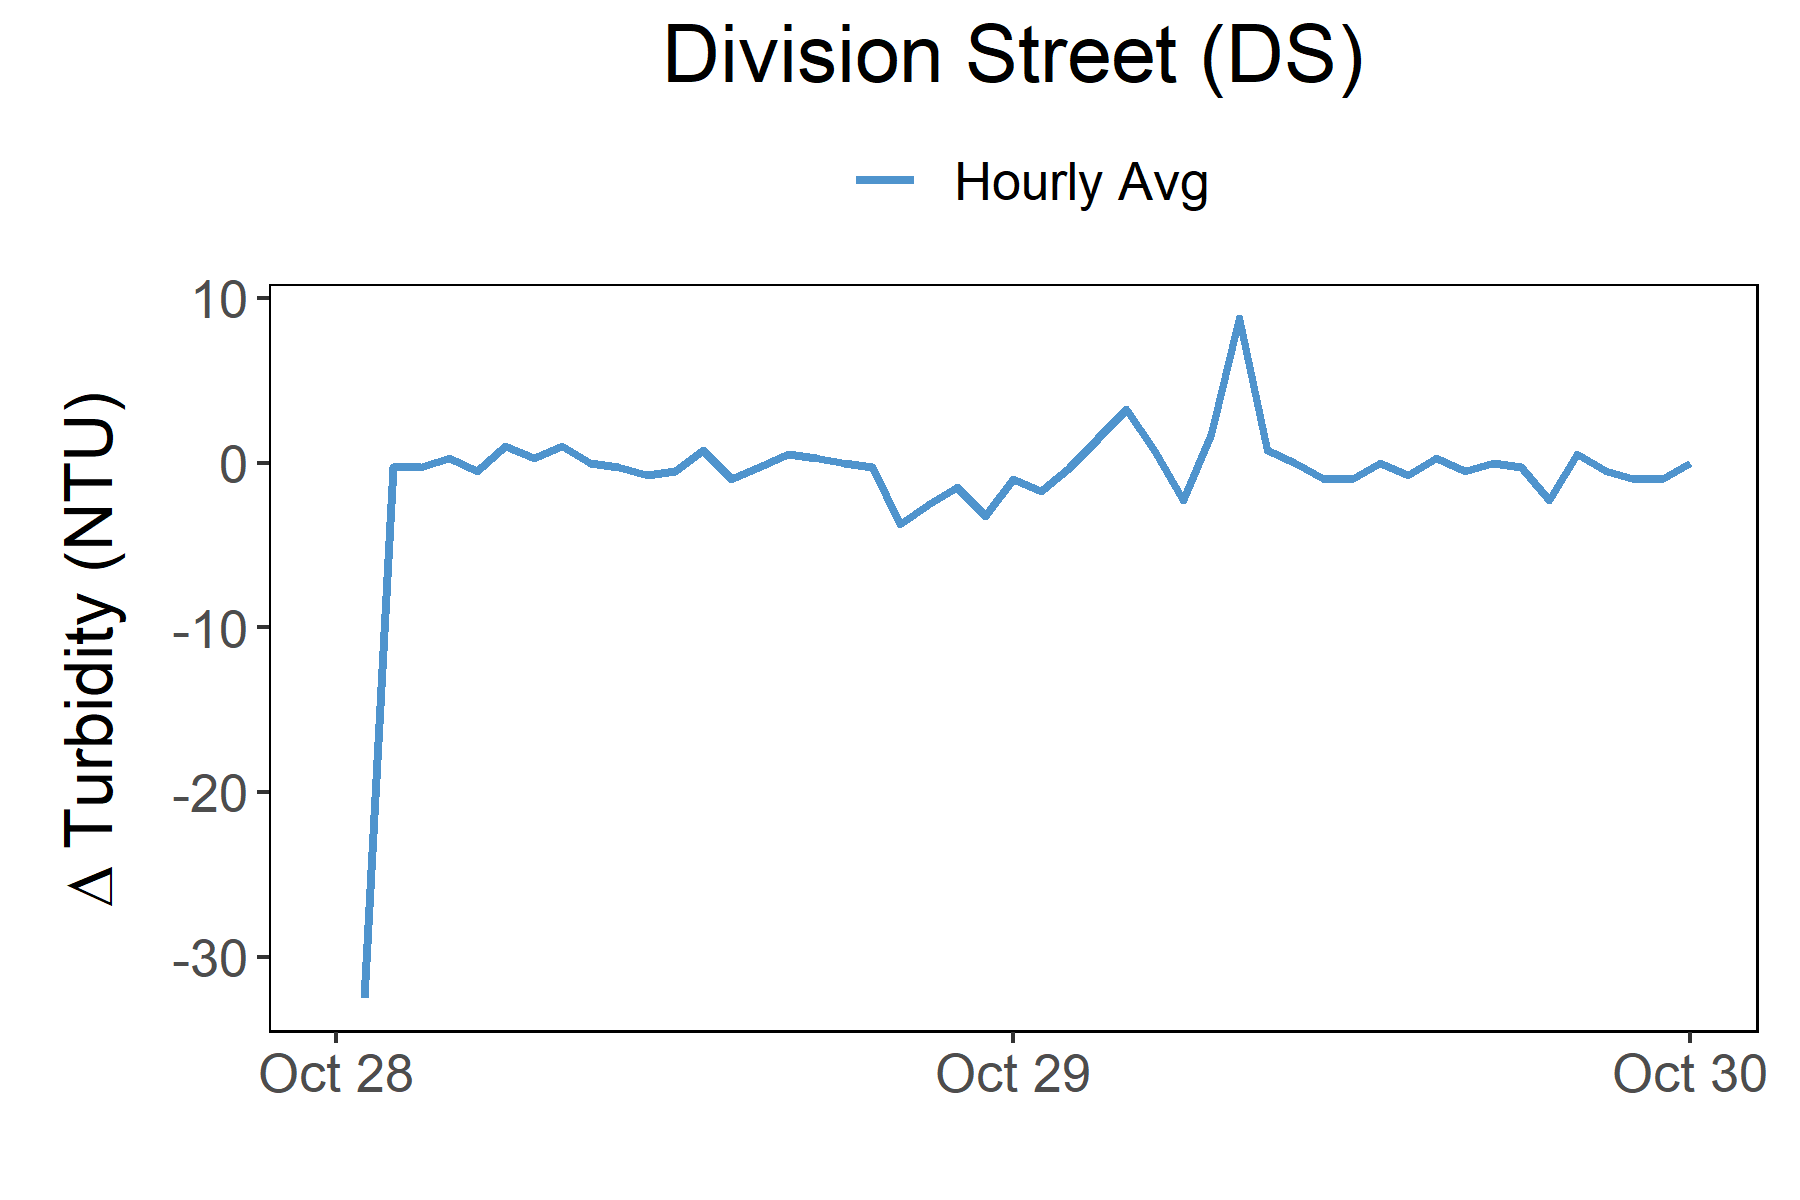 Division Street (DS)
Hourly Avg
Δ Turbidity (NTU)
10
0
-10
-20
-30
Oct 28
Oct 29
Oct 30